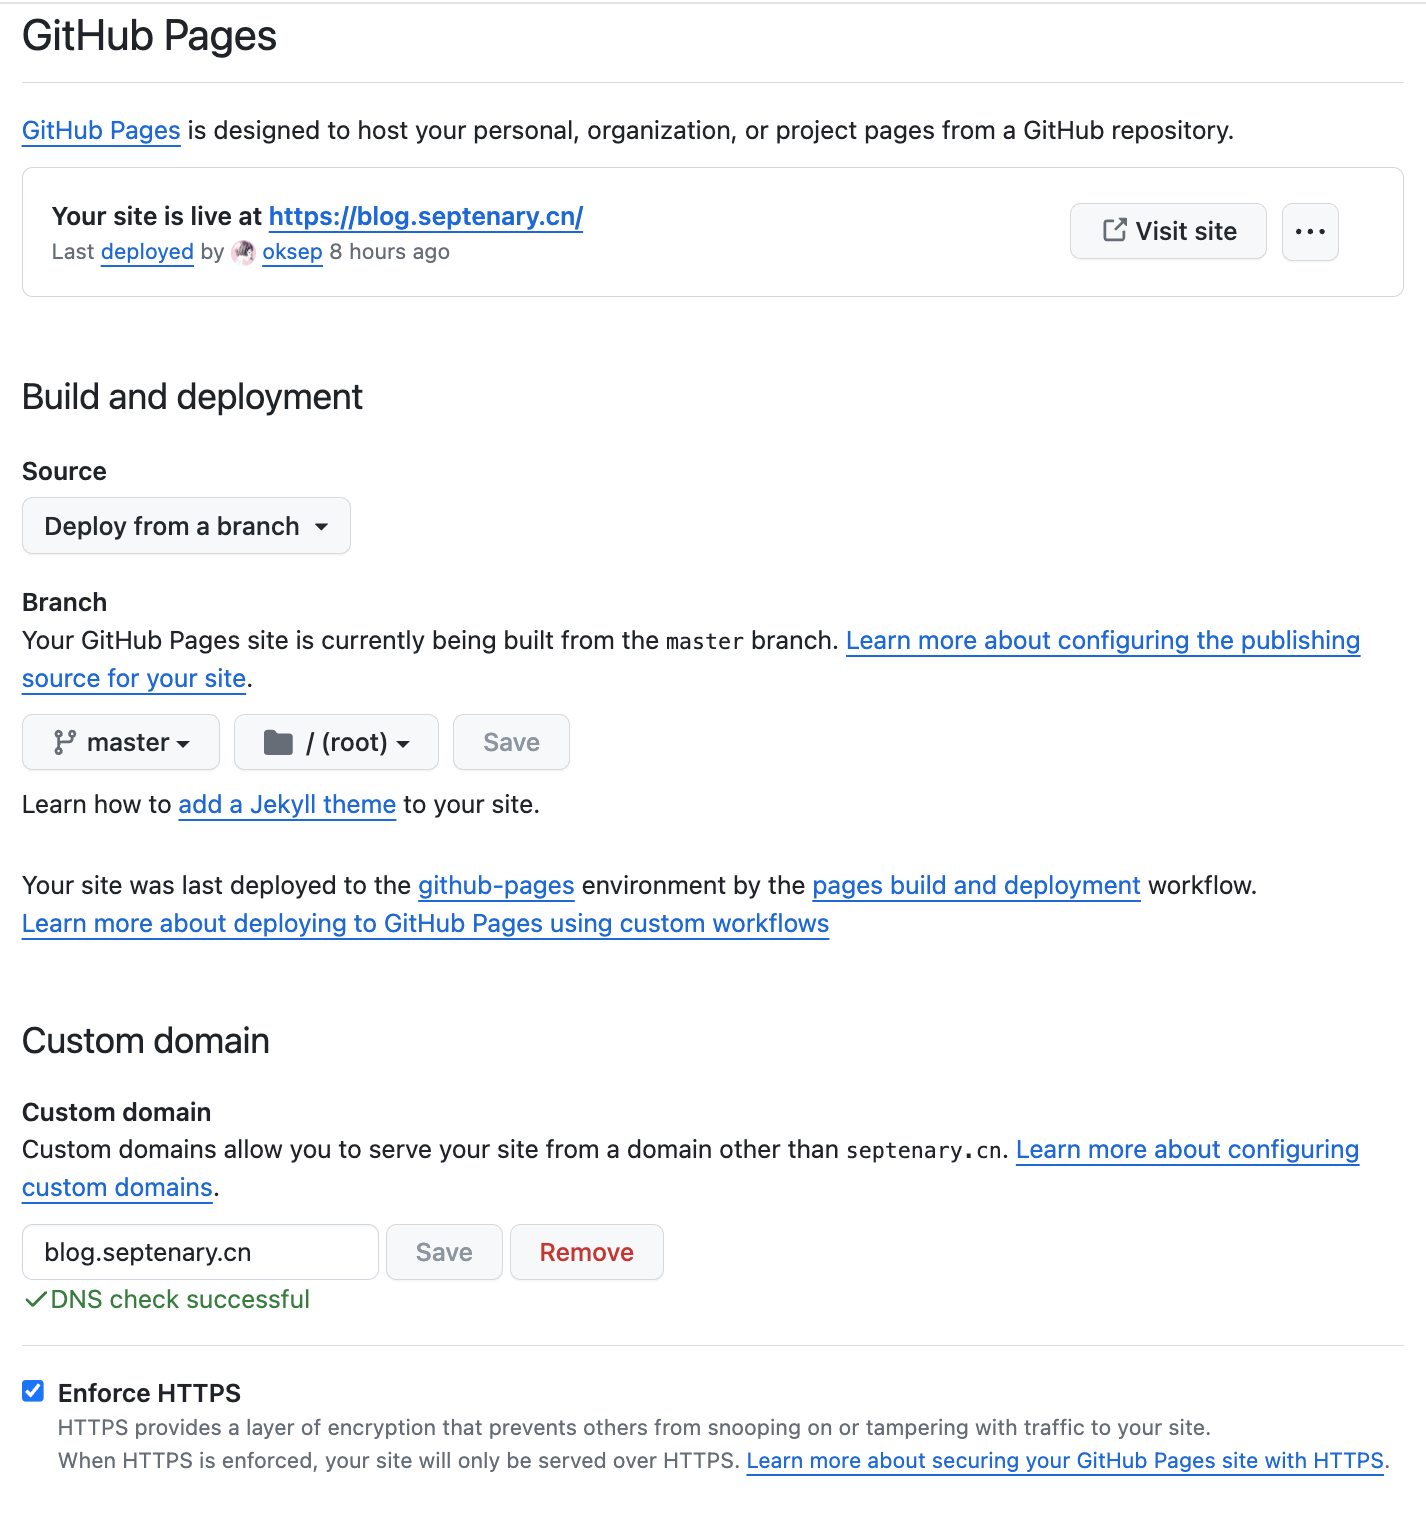 GitHub Pages
GitHub Pages is designed to host your personal, organization, or project pages from a GitHub repository.
Your site is live at https://blog.septenary.cn/
Last deployed by oksep 8 hours ago
Visit site
Build and deployment
Source
Deploy from a branch
Branch
Your GitHub Pages site is currently being built from the master branch. Learn more about configuring the publishing
source for your site.
master
/ (root)
Save
Learn how to add a Jekyll theme to your site.
Your site was last deployed to the github-pages environment by the pages build and deployment workflow.
Learn more about deploying to GitHub Pages using custom workflows
Custom domain
Custom domain
Custom domains allow you to serve your site from a domain other than septenary.cn. Learn more about configuring
custom domains.
blog.septenary.cn
Save
Remove
DNS check successful
Enforce HTTPS
HTTPS provides a layer of encryption that prevents others from snooping on or tampering with traffic to your site.
When HTTPS is enforced, your site will only be served over HTTPS. Learn more about securing your GitHub Pages site with HTTPS.